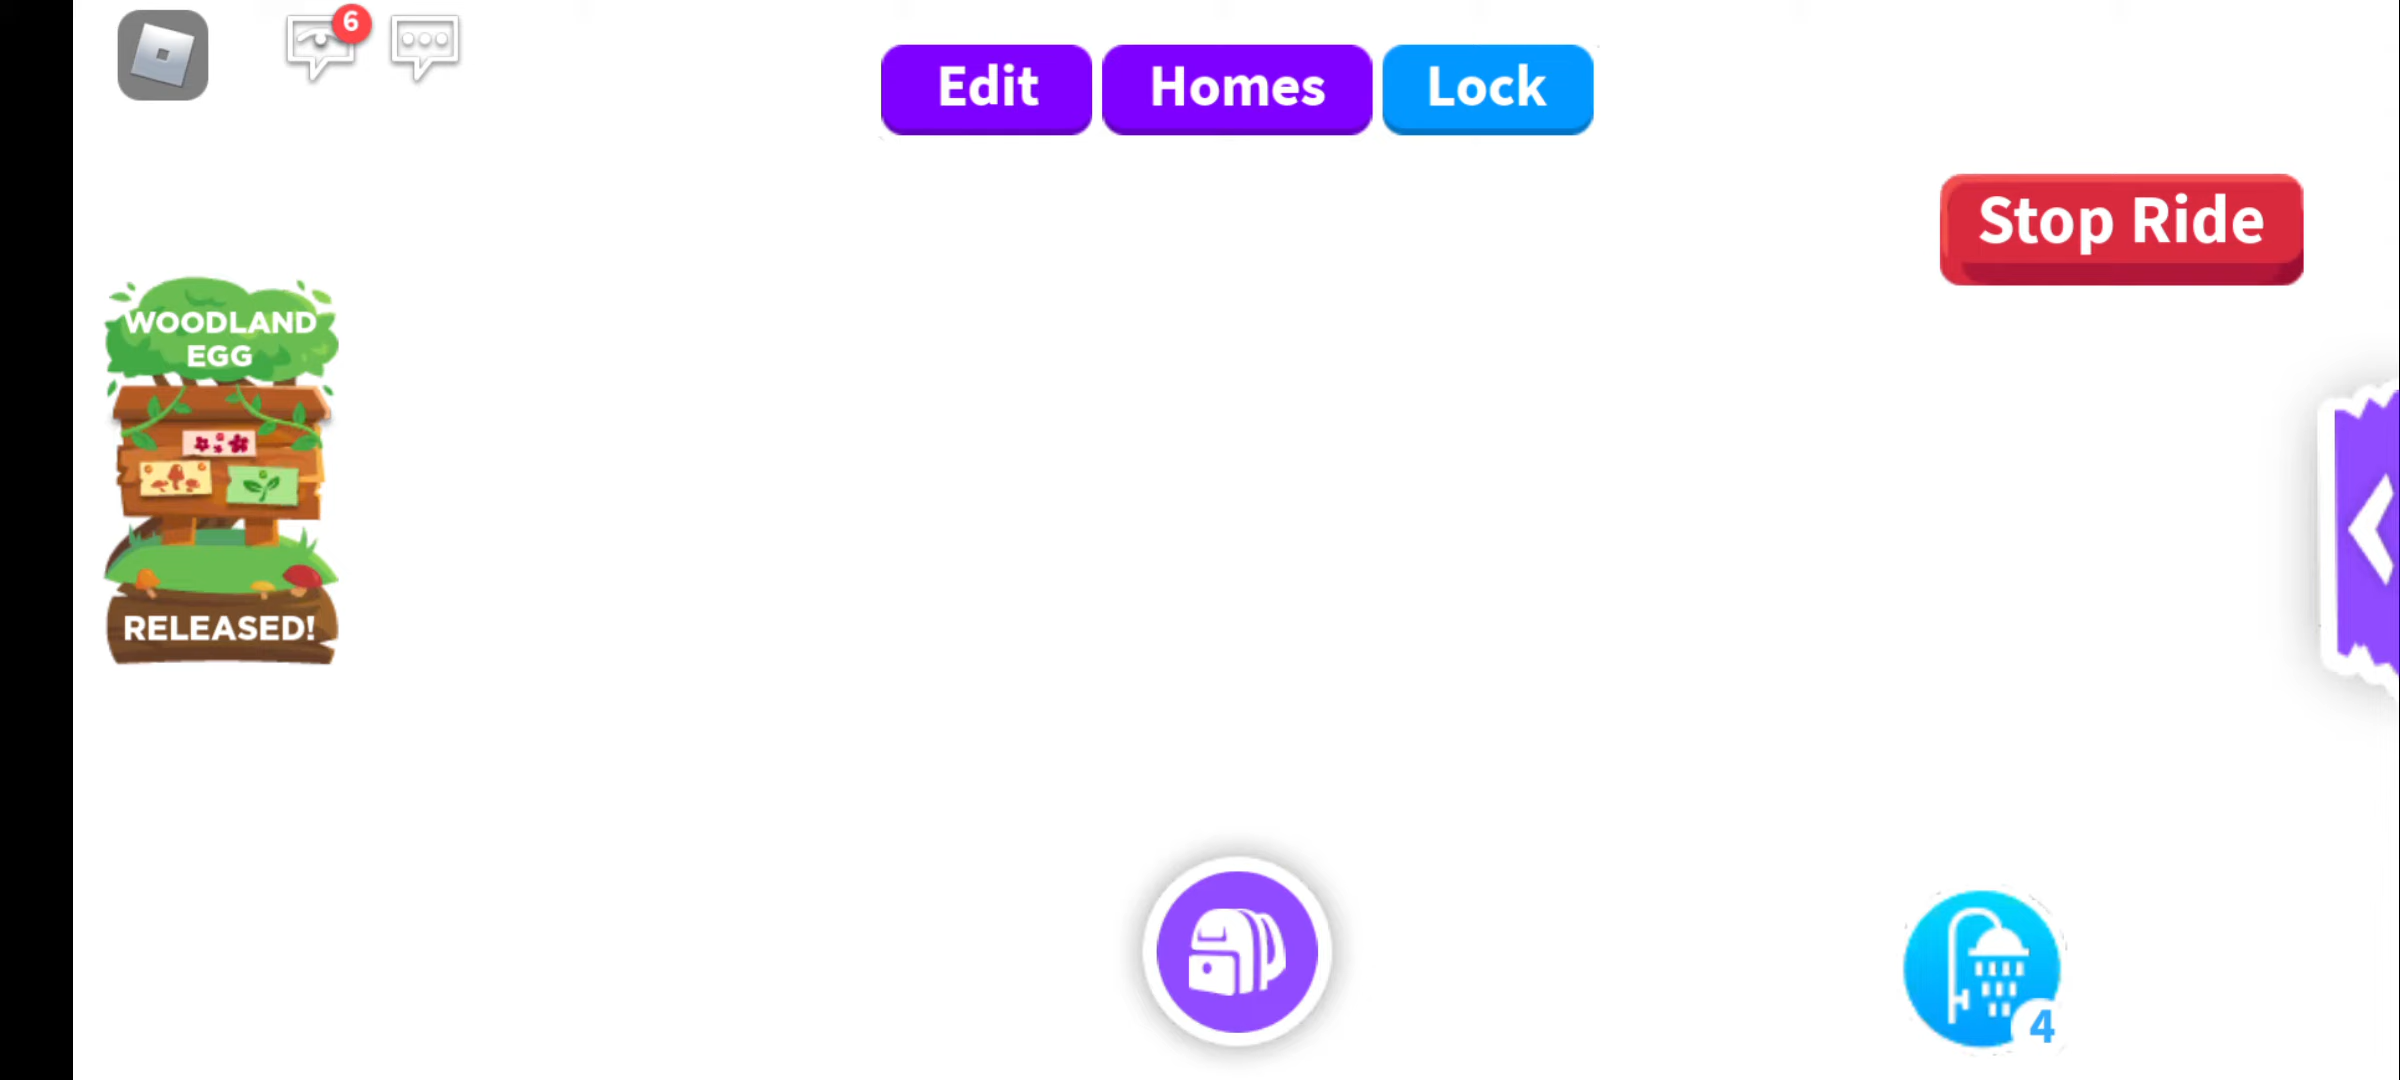 6
Edit
Homes
Lock
Stop Ride
WOODLAND
EGG
RELEASED!
4